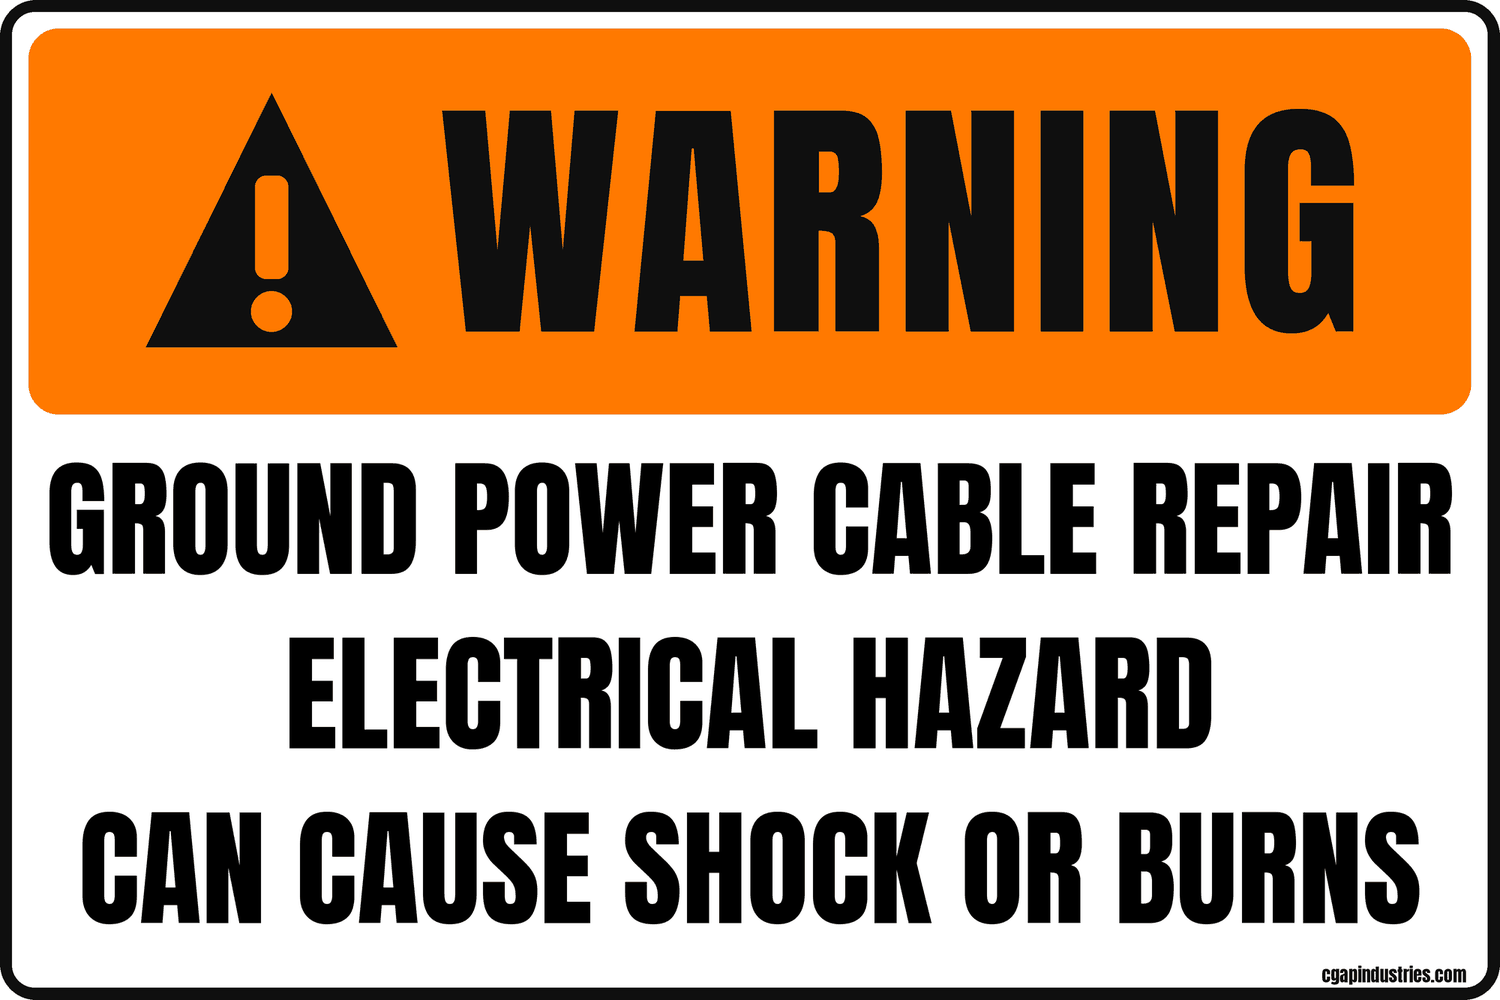 WARNING
GROUND POWER CABLE REPAIR
ELECTRICAL HAZARD
CAN CAUSE SHOCK OR BURNS
cgapindustries.com